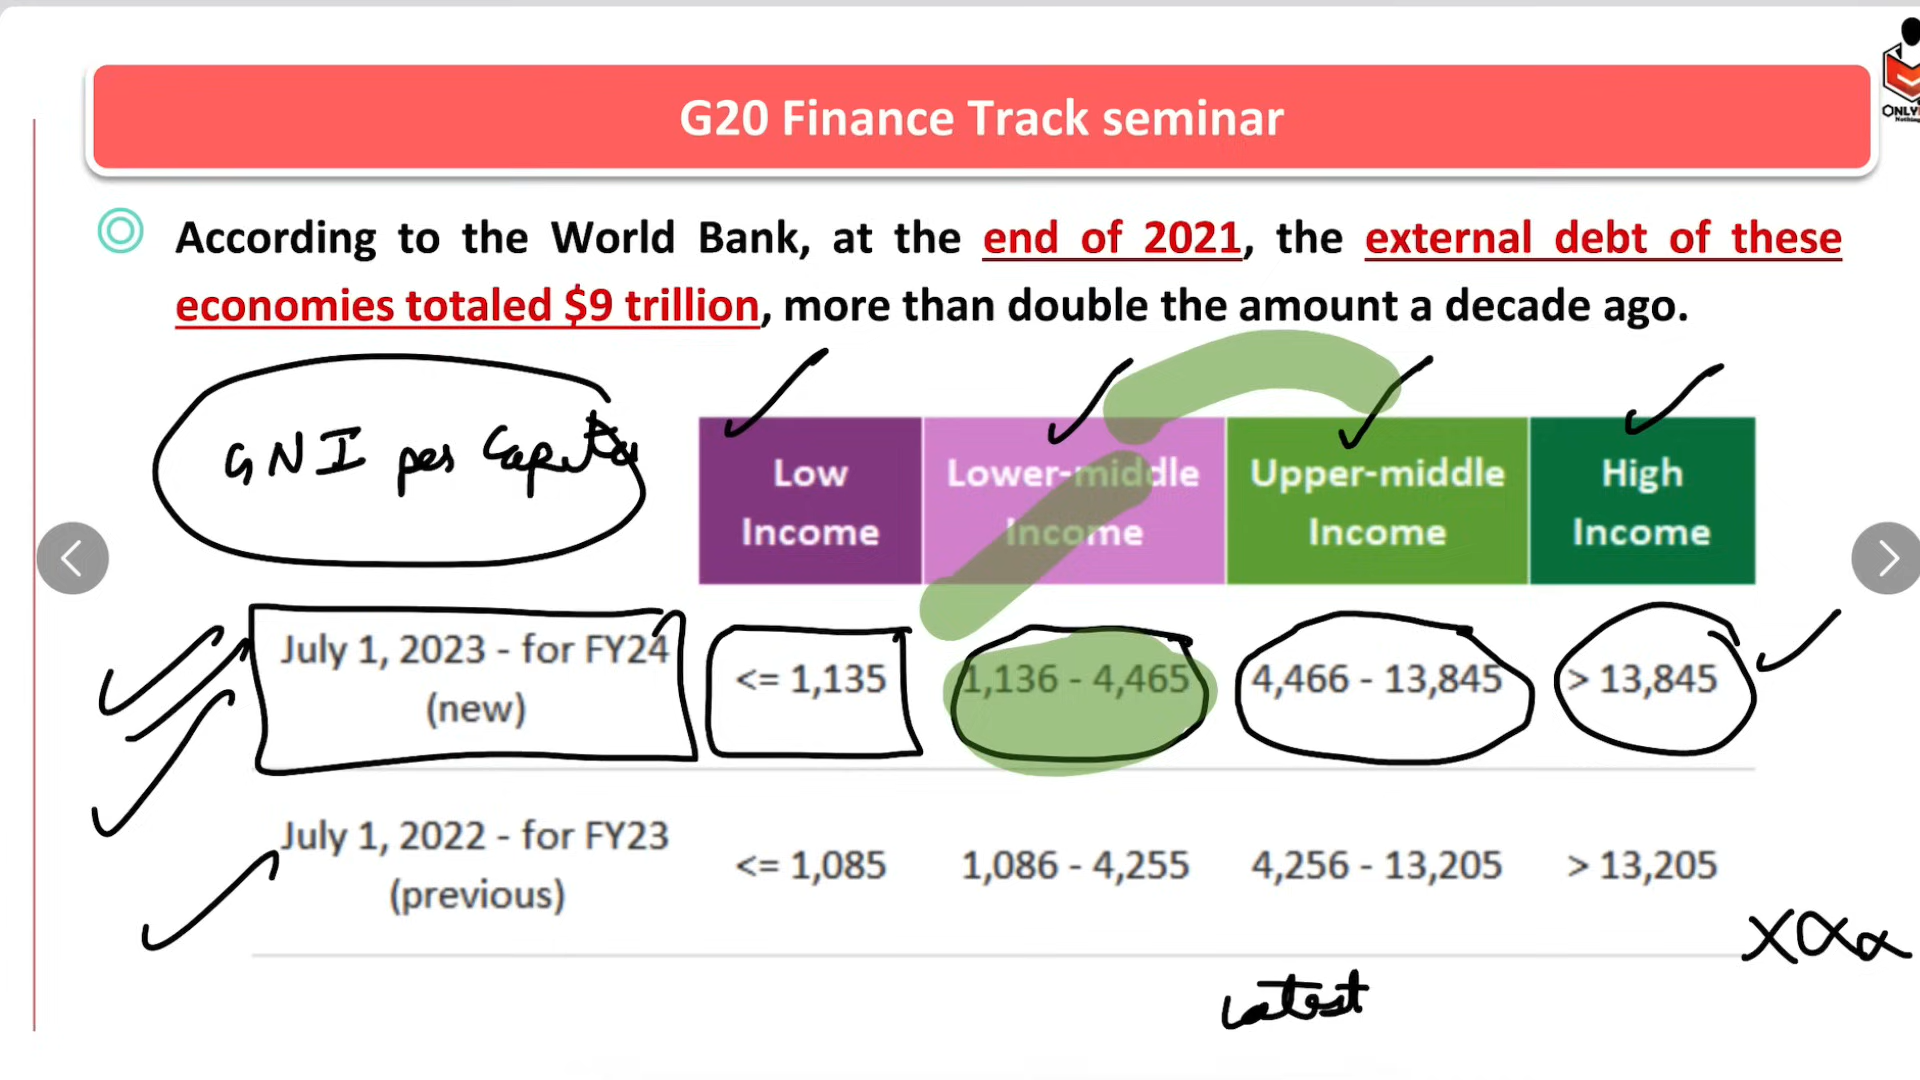 G20 Finance Track seminar
According to the World Bank, at the end of 2021, the external debt of these
economies totaled $9 trillion, more than double the amount a decade ago.
GNI per Capita
Low Income
Lower-middle Income
Upper-middle Income
High Income
July 1, 2023 - for FY24 (new)
<= 1,135
1,136 - 4,465
4,466 - 13,845
> 13,845
July 1, 2022 - for FY23 (previous)
<= 1,085
1,086 - 4,255
4,256 - 13,205
> 13,205
Latest